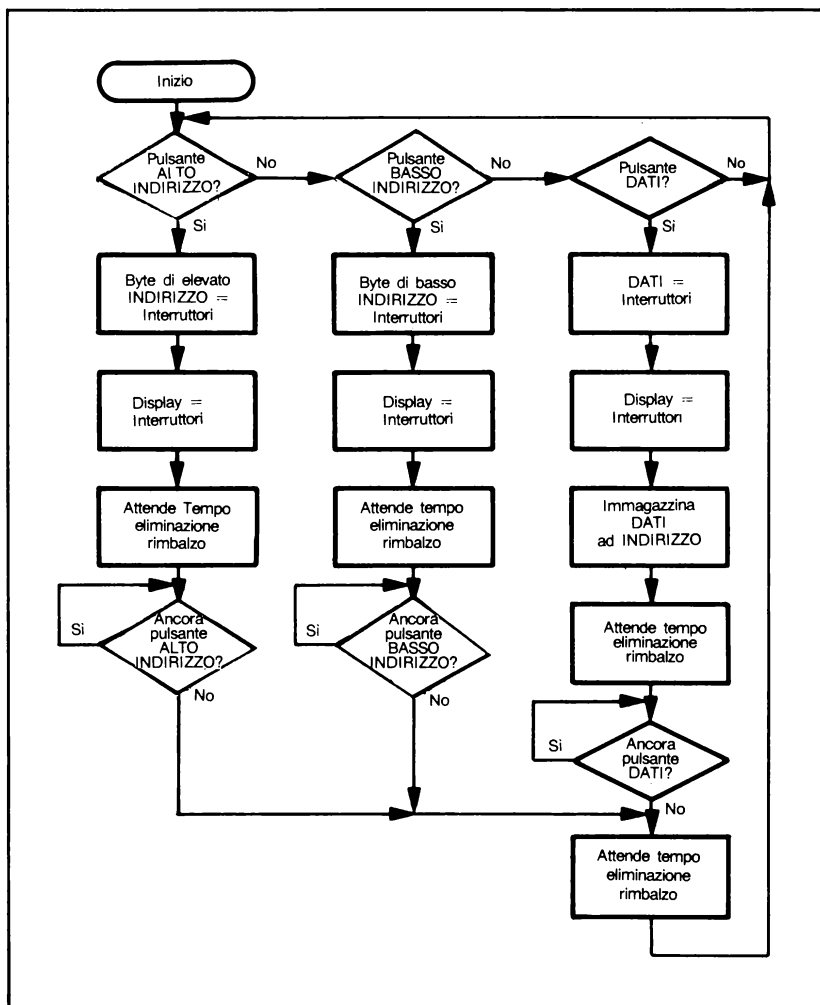 Inizio
Pulsante
ALTO
INDIRIZZO?
No
Si
Pulsante
BASSO
INDIRIZZO?
No
Si
Pulsante
DATI?
No
Si
Byte di elevato
INDIRIZZO =
Interruttori
Byte di basso
INDIRIZZO =
Interruttori
DATI =
Interruttori
Display =
Interruttori
Display =
Interruttori
Display =
Interruttori
Attende Tempo
eliminazione
rimbalzo
Attende tempo
eliminazione
rimbalzo
Immagazzina
DATI
ad INDIRIZZO
Si
Ancora
pulsante
ALTO
INDIRIZZO?
No
Si
Ancora
pulsante
BASSO
INDIRIZZO?
No
Attende tempo
eliminazione
rimbalzo
Si
Ancora
pulsante
DATI?
No
Attende tempo
eliminazione
rimbalzo